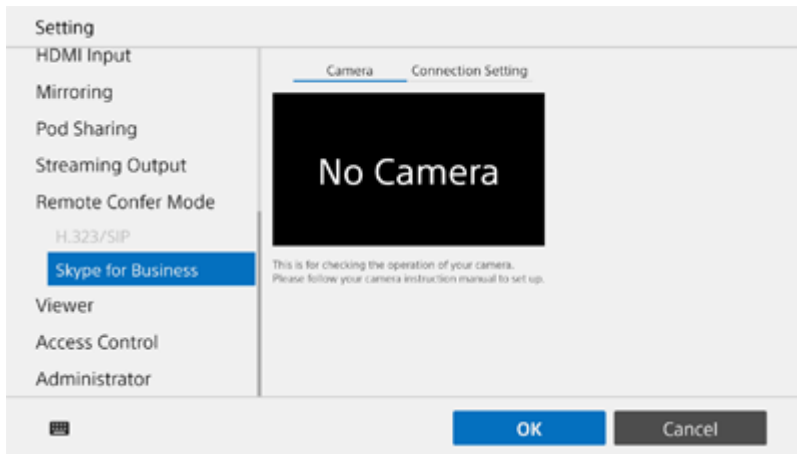 Setting
HDMI Input
Mirroring
Pod Sharing
Streaming Output
Remote Confer Mode
H.323/SIP
Skype for Business
Viewer
Access Control
Administrator
Camera
Connection Setting
No Camera
This is for checking the operation of your camera.
Please follow your camera instruction manual to set up.
OK
Cancel